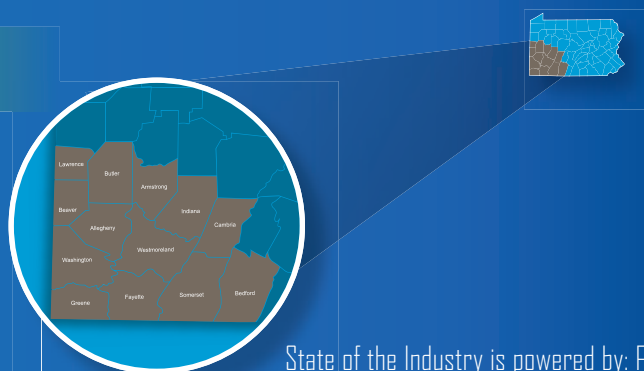 Lawrence
Butler
Armstrong
Beaver
Indiana
Cambria
Allegheny
Westmoreland
Washington
Greene
Fayette
Somerset
Bedford
State of the Industry is powered by: